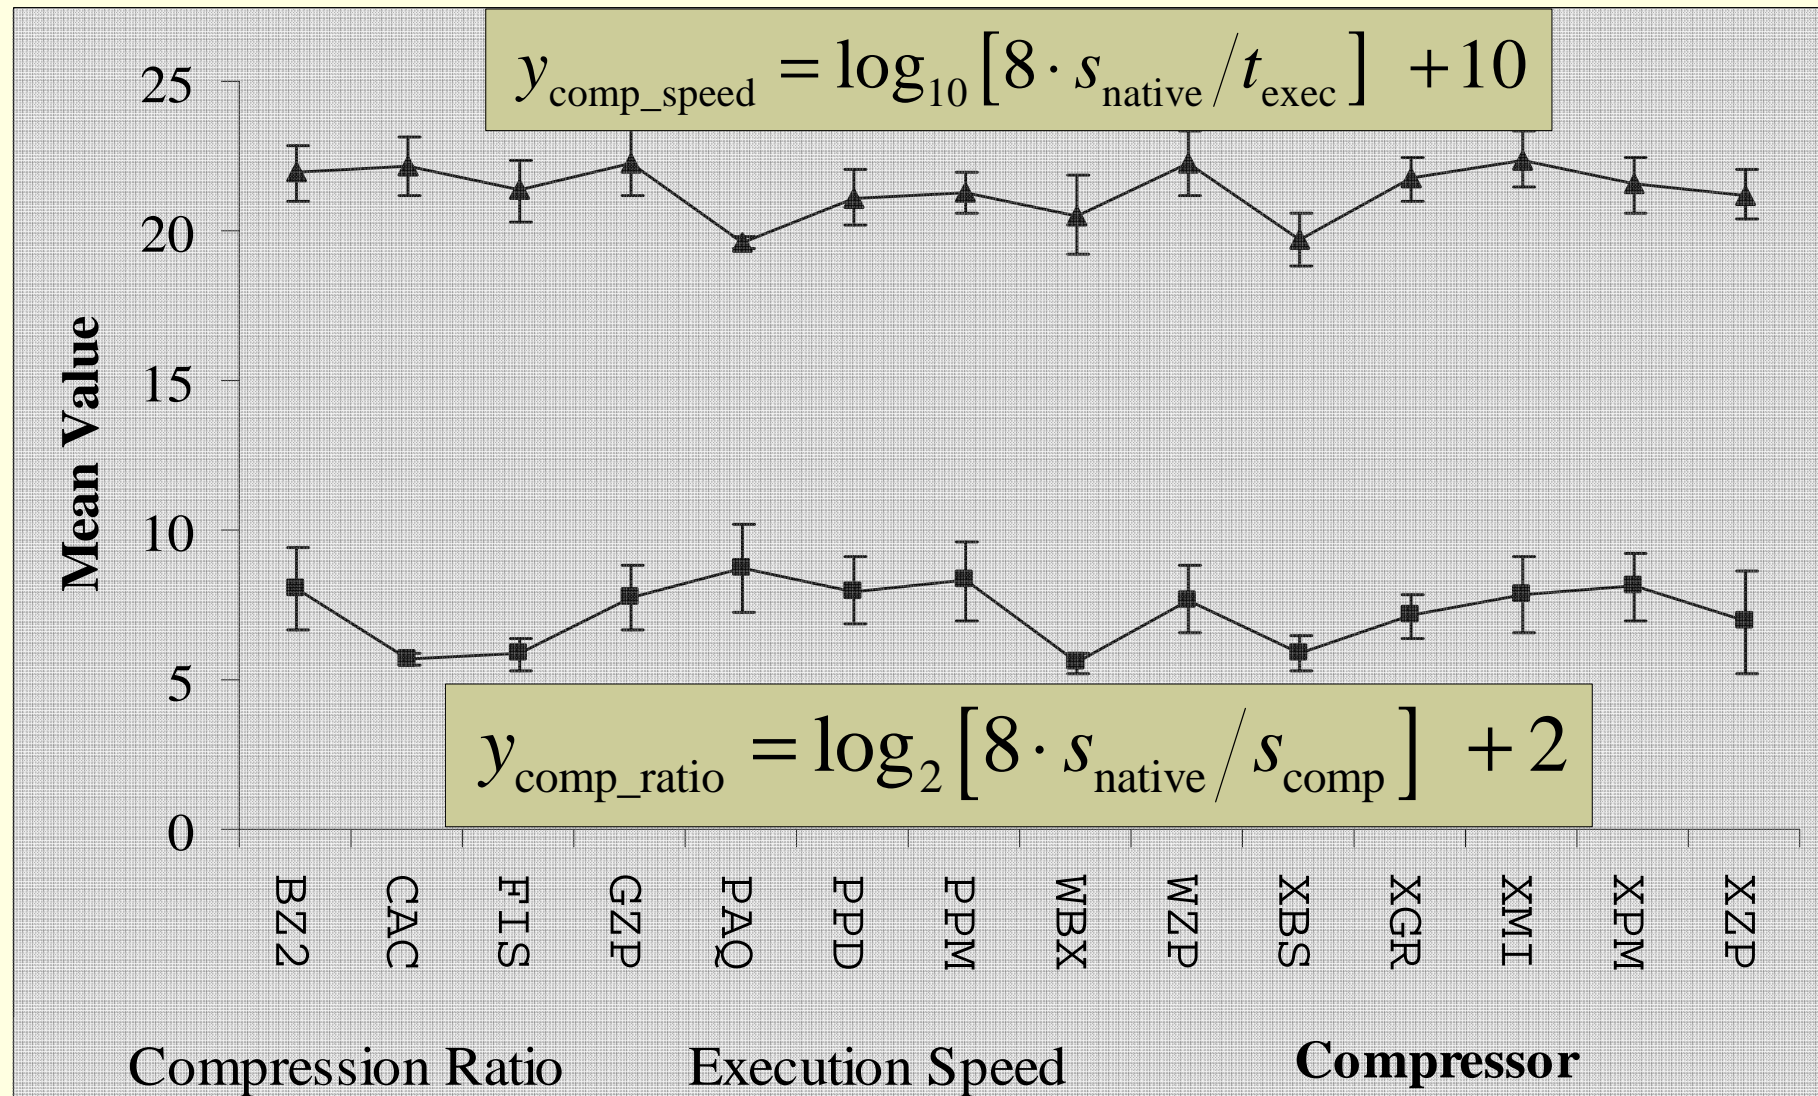 y_comp_speed = log_10 [8 · s_native / t_exec] + 10
25
20
15
10
5
0
Mean Value
y_comp_ratio = log_2 [8 · s_native / s_comp] + 2
BZ2
CAC
FIS
GZP
PAQ
PPD
PPM
WBX
WZP
XBS
XGR
XMI
XPM
XZP
Compression Ratio Execution Speed Compressor